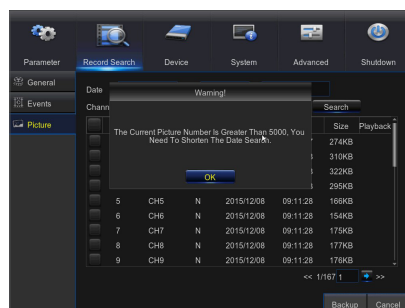 Parameter Record Search Device System Advanced Shutdown
General
Events
Picture
Date
Chann
Search
Warning!
The Current Picture Number Is Greater Than 5000, You
Need To Shorten The Date Search.
OK
Size Playback
274KB
310KB
322KB
295KB
5 CH5 N 2015/12/08 09:11:28 166KB
6 CH6 N 2015/12/08 09:11:28 154KB
7 CH7 N 2015/12/08 09:11:28 175KB
8 CH8 N 2015/12/08 09:11:28 177KB
9 CH9 N 2015/12/08 09:11:28 176KB
<< 1/167 1 >>
Backup Cancel